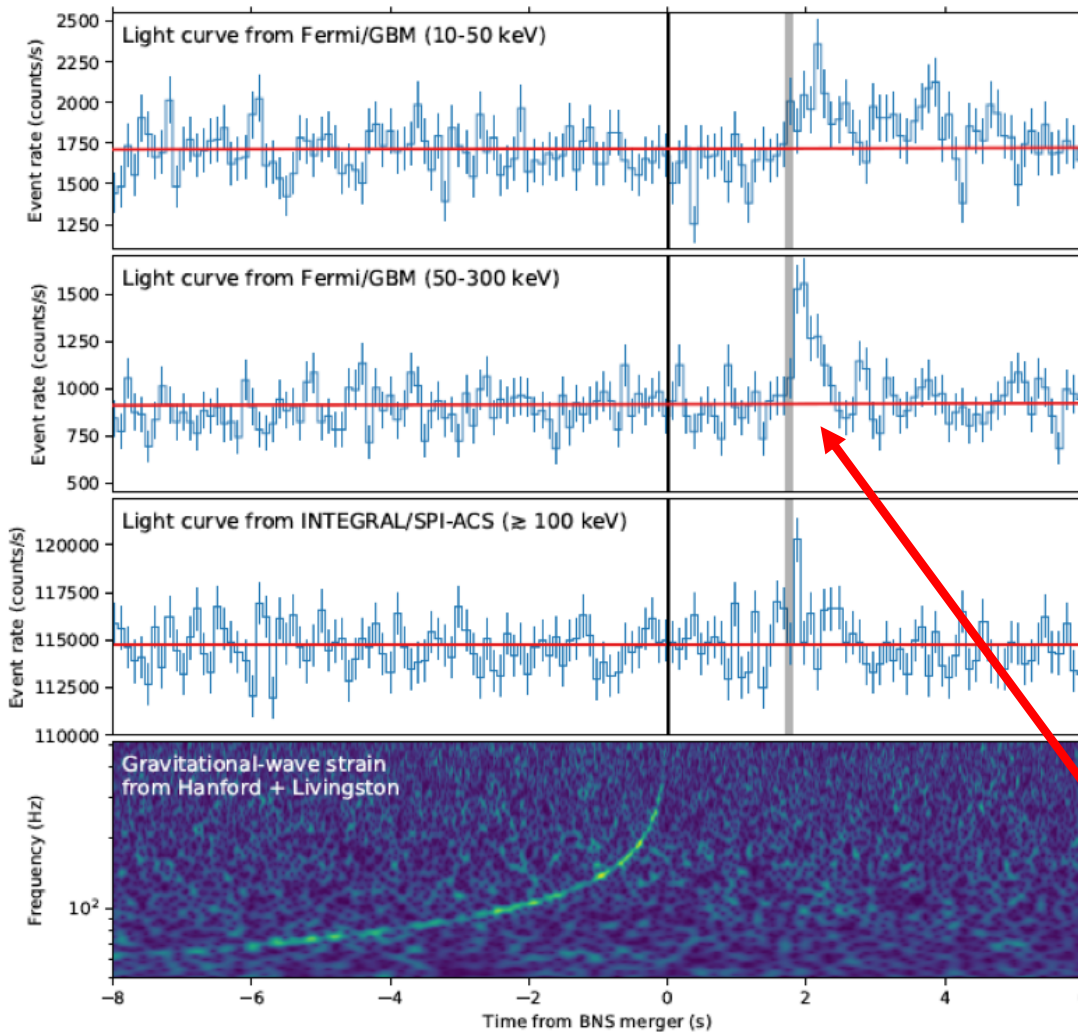 Light curve from Fermi/GBM (10-50 keV)
Event rate (counts/s)
2500
2250
2000
1750
1500
1250
Light curve from Fermi/GBM (50-300 keV)
Event rate (counts/s)
1500
1250
1000
750
500
Light curve from INTEGRAL/SPI-ACS (≥ 100 keV)
Event rate (counts/s)
120000
117500
115000
112500
110000
Gravitational-wave strain
from Hanford + Livingston
Frequency (Hz)
10²
−8 −6 −4 −2 0 2 4
Time from BNS merger (s)